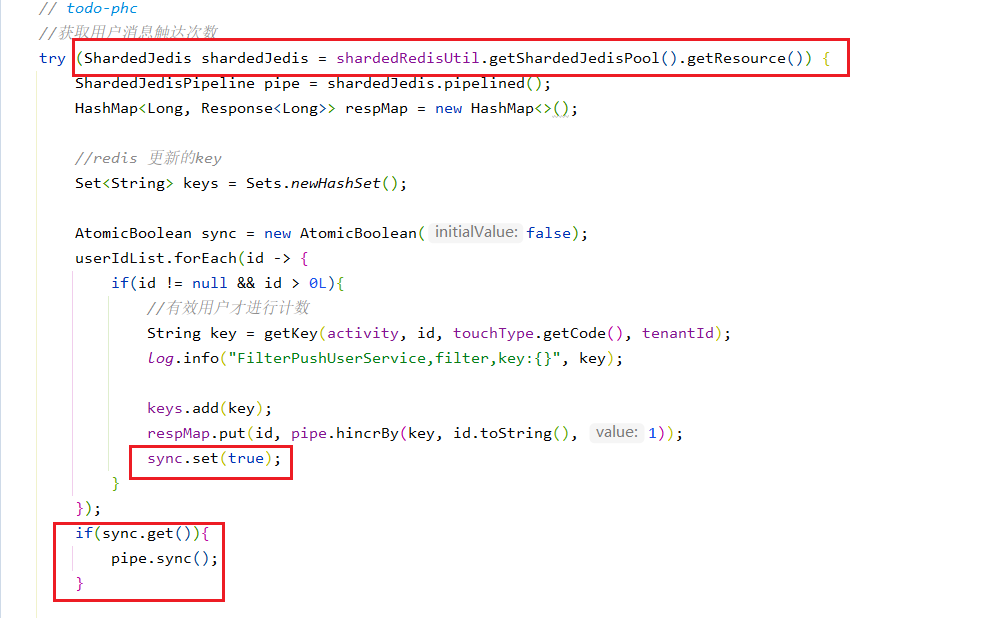 // todo-phc
//获取用户消息触达次数
try (ShardedJedis shardedJedis = shardedRedisUtil.getShardedJedisPool().getResource()) {
ShardedJedisPipeline pipe = shardedJedis.pipelined();
HashMap<Long, Response<Long>> respMap = new HashMap<>();
//redis 更新的key
Set<String> keys = Sets.newHashSet();
AtomicBoolean sync = new AtomicBoolean( initialValue: false);
userIdList.forEach(id -> {
if(id != null && id > 0L){
//有效用户才进行计数
String key = getKey(activity, id, touchType.getCode(), tenantId);
log.info("FilterPushUserService,filter,key:{}", key);
keys.add(key);
respMap.put(id, pipe.hincrBy(key, id.toString(), value: 1));
sync.set(true);
}
});
if(sync.get()){
pipe.sync();
}